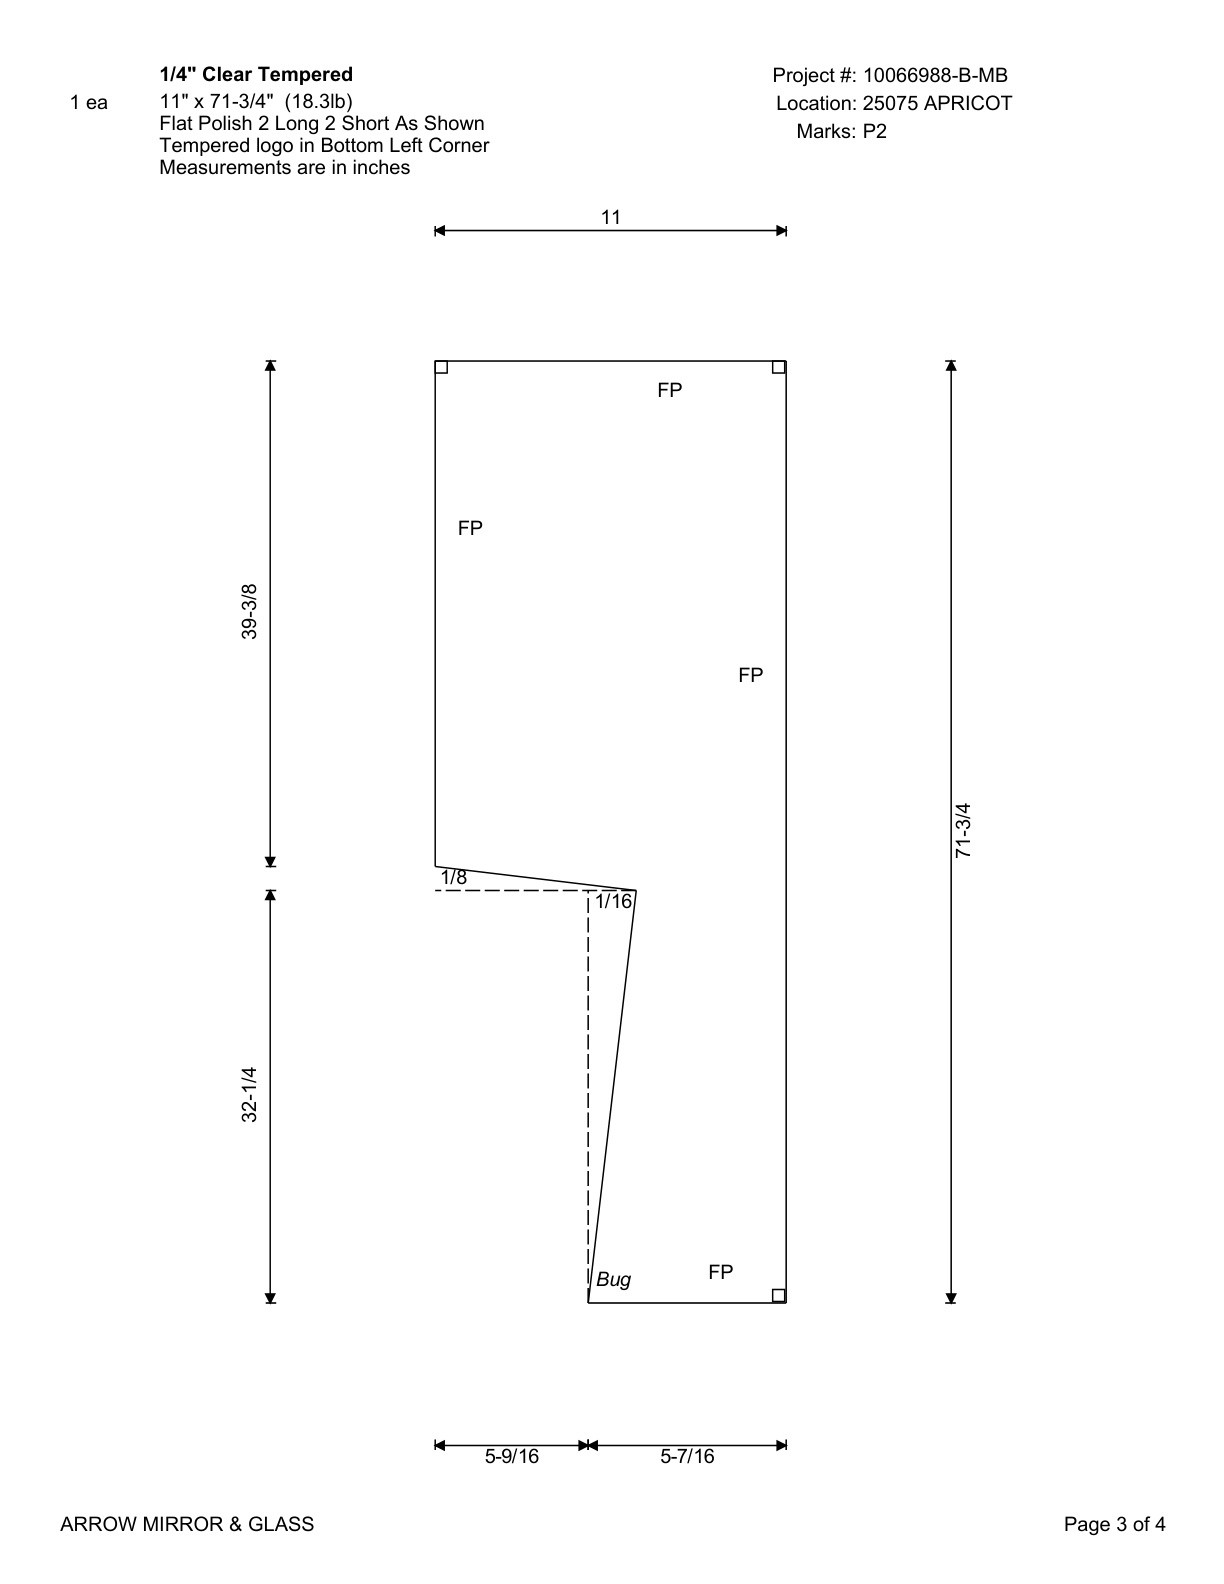 1/4" Clear Tempered
1 ea
11" x 71-3/4" (18.3lb)
Flat Polish 2 Long 2 Short As Shown
Tempered logo in Bottom Left Corner
Measurements are in inches
Project #: 10066988-B-MB
Location: 25075 APRICOT
Marks: P2
11
FP
FP
39-3/8
FP
71-3/4
1/8
1/16
32-1/4
Bug
FP
5-9/16
5-7/16
ARROW MIRROR & GLASS
Page 3 of 4